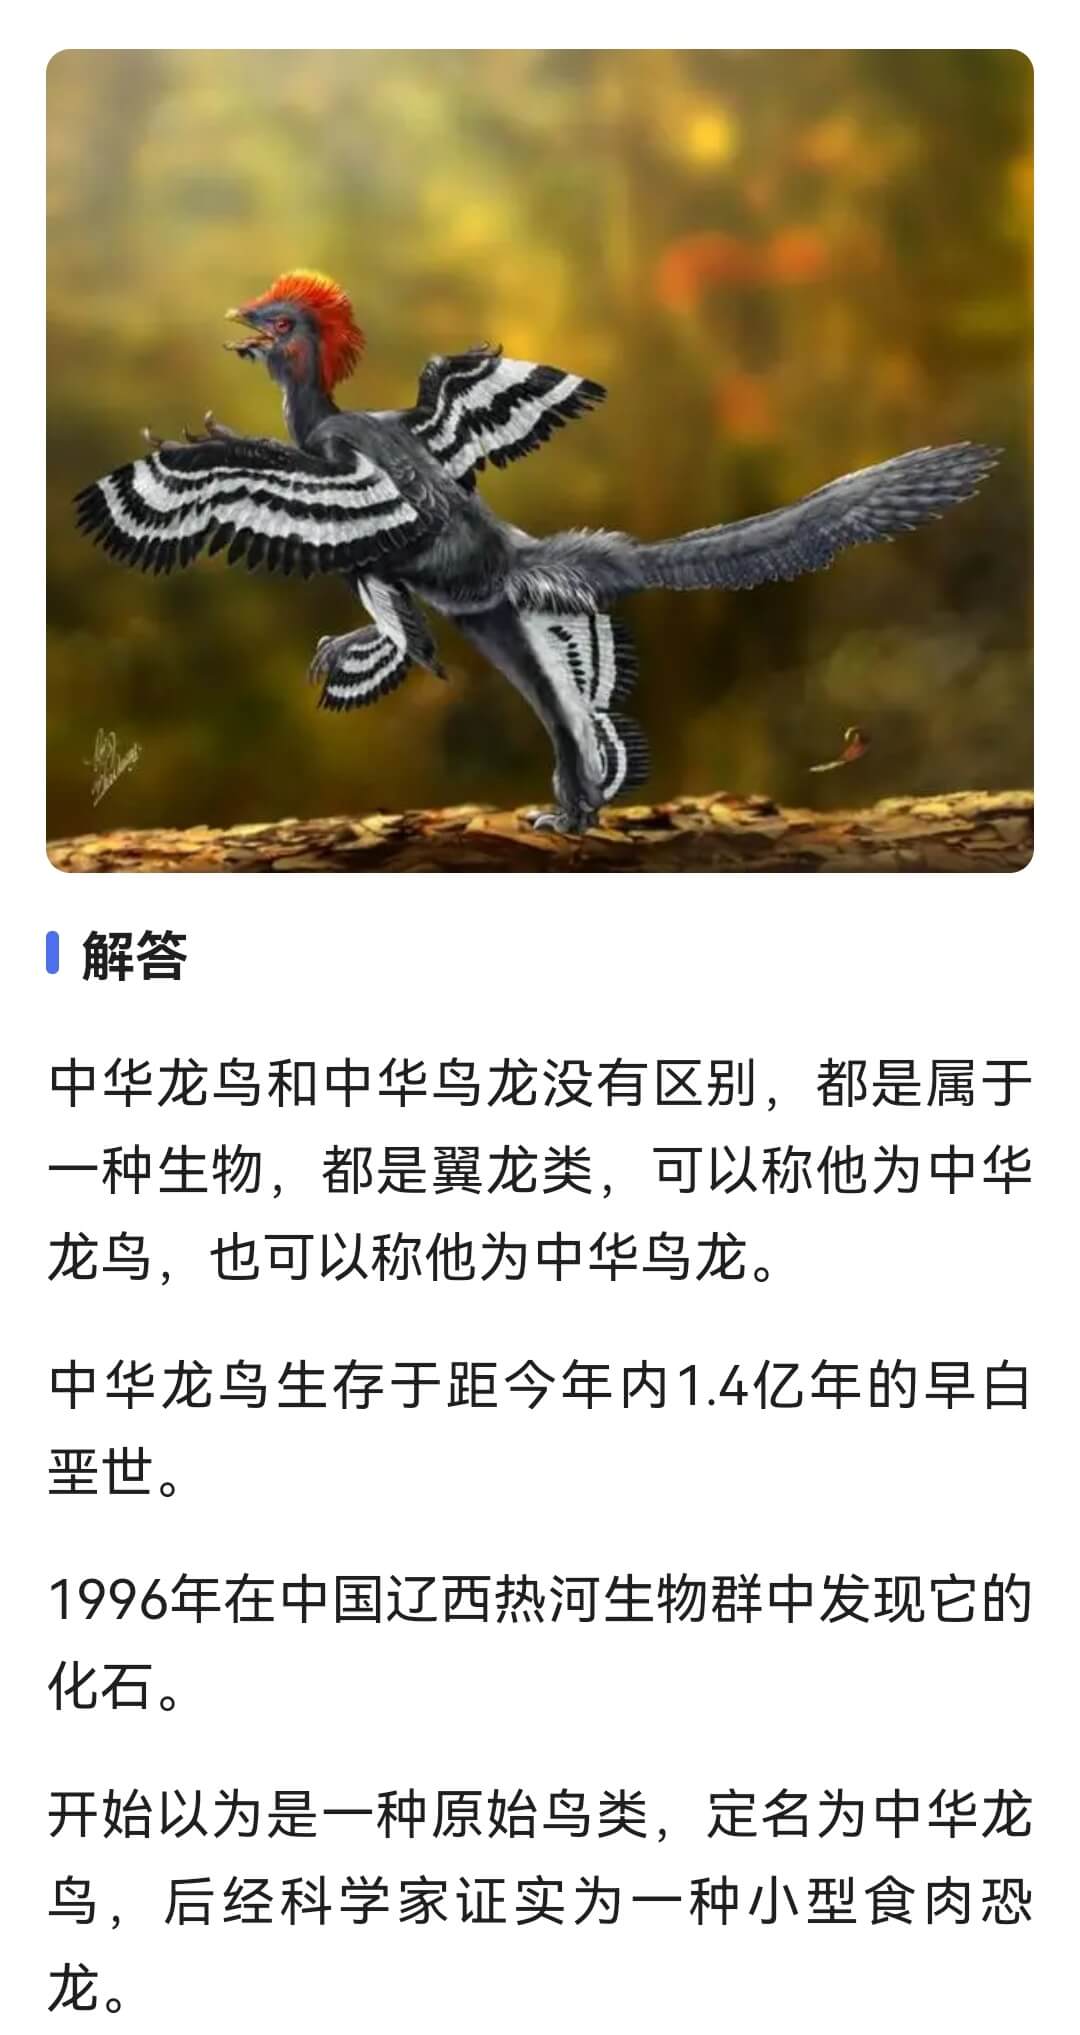 解答
中华龙鸟和中华鸟龙没有区别，都是属于
一种生物，都是翼龙类，可以称他为中华
龙鸟，也可以称他为中华鸟龙。
中华龙鸟生存于距今年内1.4亿年的早白
垩世。
1996年在中国辽西热河生物群中发现它的
化石。
开始以为是一种原始鸟类，定名为中华龙
鸟，后经科学家证实为一种小型食肉恐
龙。